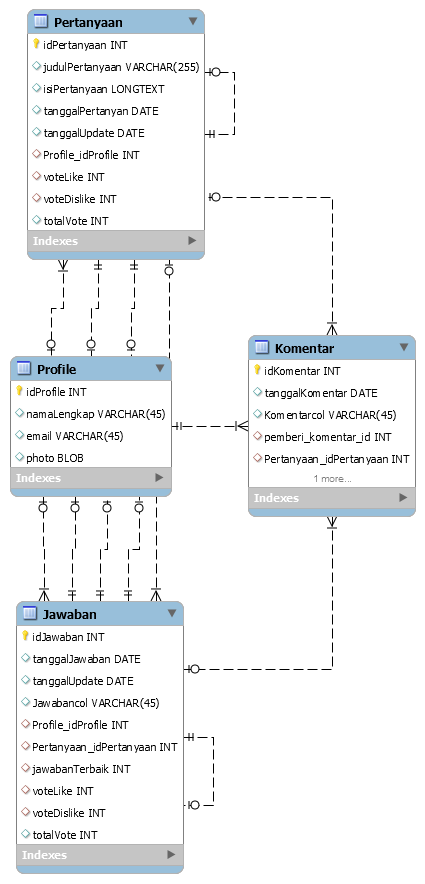 Pertanyaan
idPertanyaan INT
judulPertanyaan VARCHAR(255)
isiPertanyaan LONGTEXT
tanggalPertanyan DATE
tanggalUpdate DATE
Profile_idProfile INT
voteLike INT
voteDislike INT
totalVote INT
Indexes
Komentar
idKomentar INT
tanggalKomentar DATE
Komentarcol VARCHAR(45)
pemberi_komentar_id INT
Pertanyaan_idPertanyaan INT
1 more...
Indexes
Profile
idProfile INT
namaLengkap VARCHAR(45)
email VARCHAR(45)
photo BLOB
Indexes
Jawaban
idJawaban INT
tanggalJawaban DATE
tanggalUpdate DATE
Jawabancol VARCHAR(45)
Profile_idProfile INT
Pertanyaan_idPertanyaan INT
jawabanTerbaik INT
voteLike INT
voteDislike INT
totalVote INT
Indexes